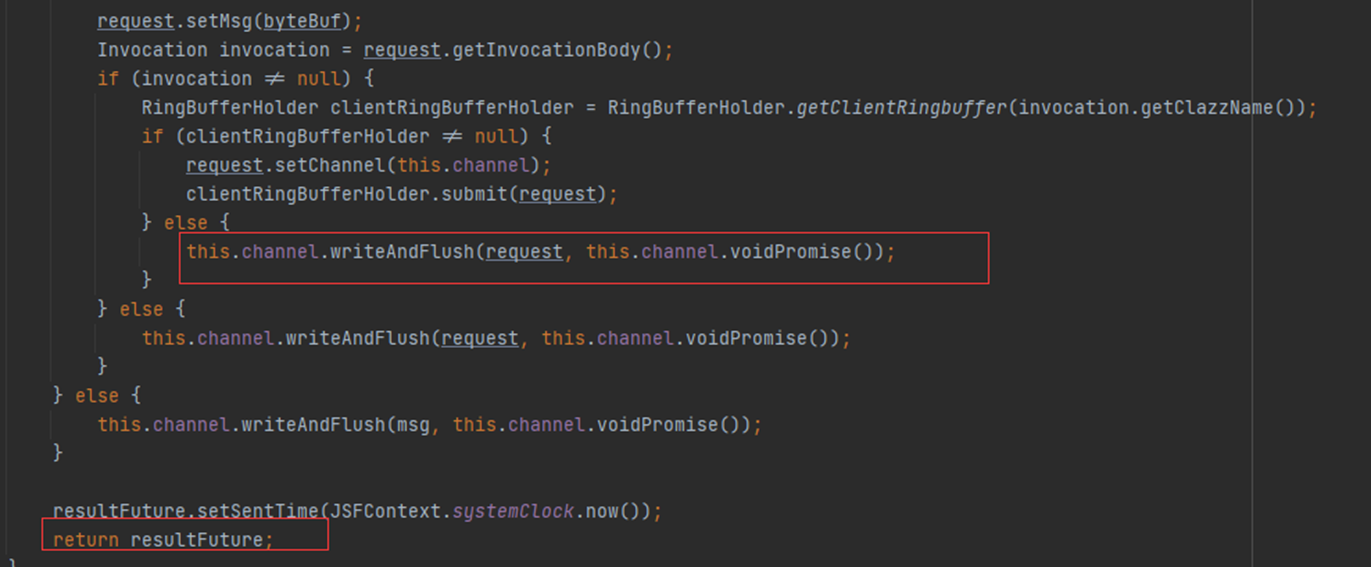 request.setMsg(byteBuf);
Invocation invocation = request.getInvocationBody();
if (invocation ≠ null) {
RingBufferHolder clientRingBufferHolder = RingBufferHolder.getClientRingbuffer(invocation.getClazzName());
if (clientRingBufferHolder ≠ null) {
request.setChannel(this.channel);
clientRingBufferHolder.submit(request);
} else {
this.channel.writeAndFlush(request, this.channel.voidPromise());
}
} else {
this.channel.writeAndFlush(request, this.channel.voidPromise());
}
} else {
this.channel.writeAndFlush(msg, this.channel.voidPromise());
}
resultFuture.setSentTime(JSFContext.systemClock.now());
return resultFuture;
}